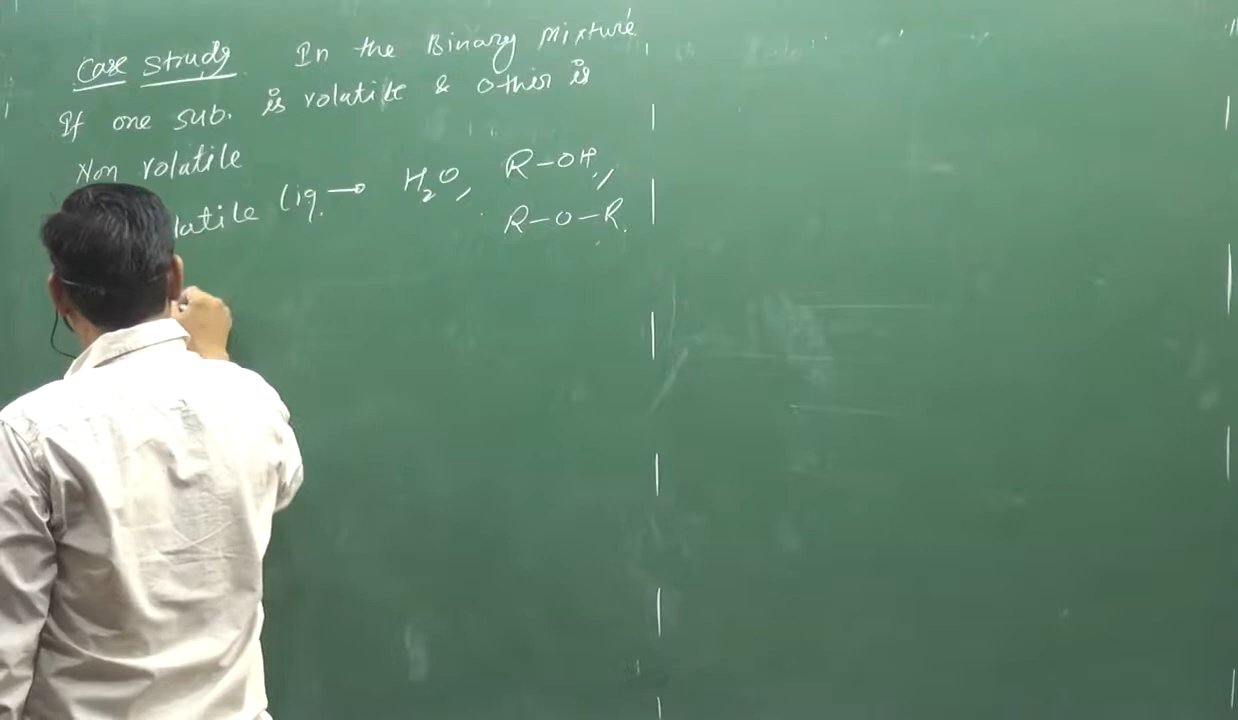 Case Study In the Binary Mixture
If one sub. is volatile & other is
Non volatile
latile liq. → H₂O, R-OH,
R-O-R.